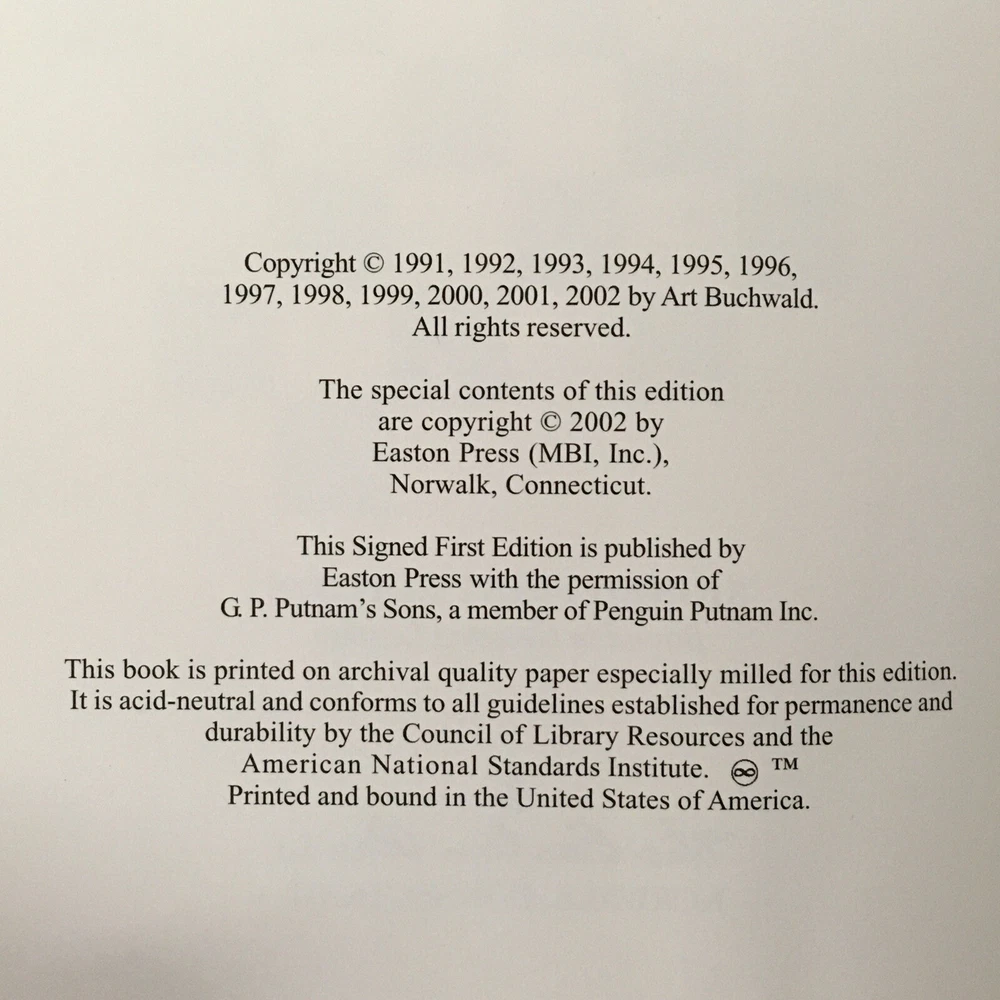 Copyright © 1991, 1992, 1993, 1994, 1995, 1996,
1997, 1998, 1999, 2000, 2001, 2002 by Art Buchwald.
All rights reserved.
The special contents of this edition
are copyright © 2002 by
Easton Press (MBI, Inc.),
Norwalk, Connecticut.
This Signed First Edition is published by
Easton Press with the permission of
G. P. Putnam's Sons, a member of Penguin Putnam Inc.
This book is printed on archival quality paper especially milled for this edition.
It is acid-neutral and conforms to all guidelines established for permanence and
durability by the Council of Library Resources and the
American National Standards Institute. ♾ ™
Printed and bound in the United States of America.